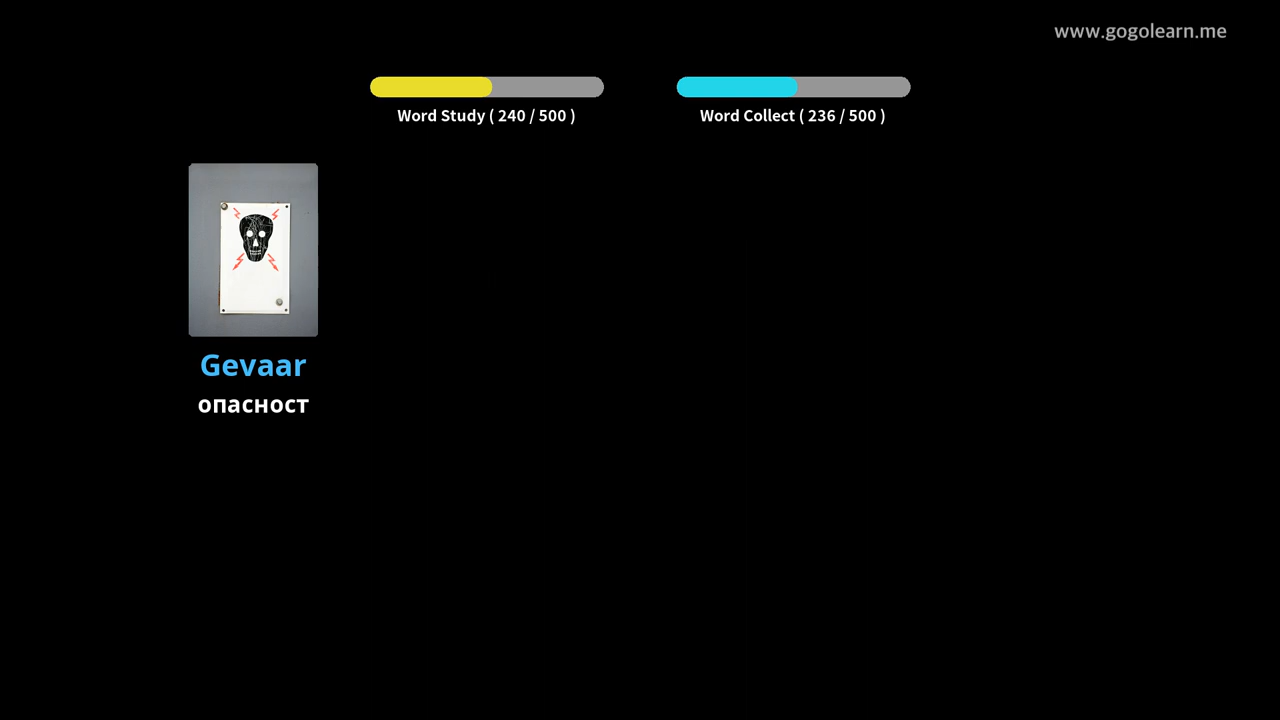 www.gogolearn.me
Word Study ( 240 / 500 )
Word Collect ( 236 / 500 )
Gevaar
опасност